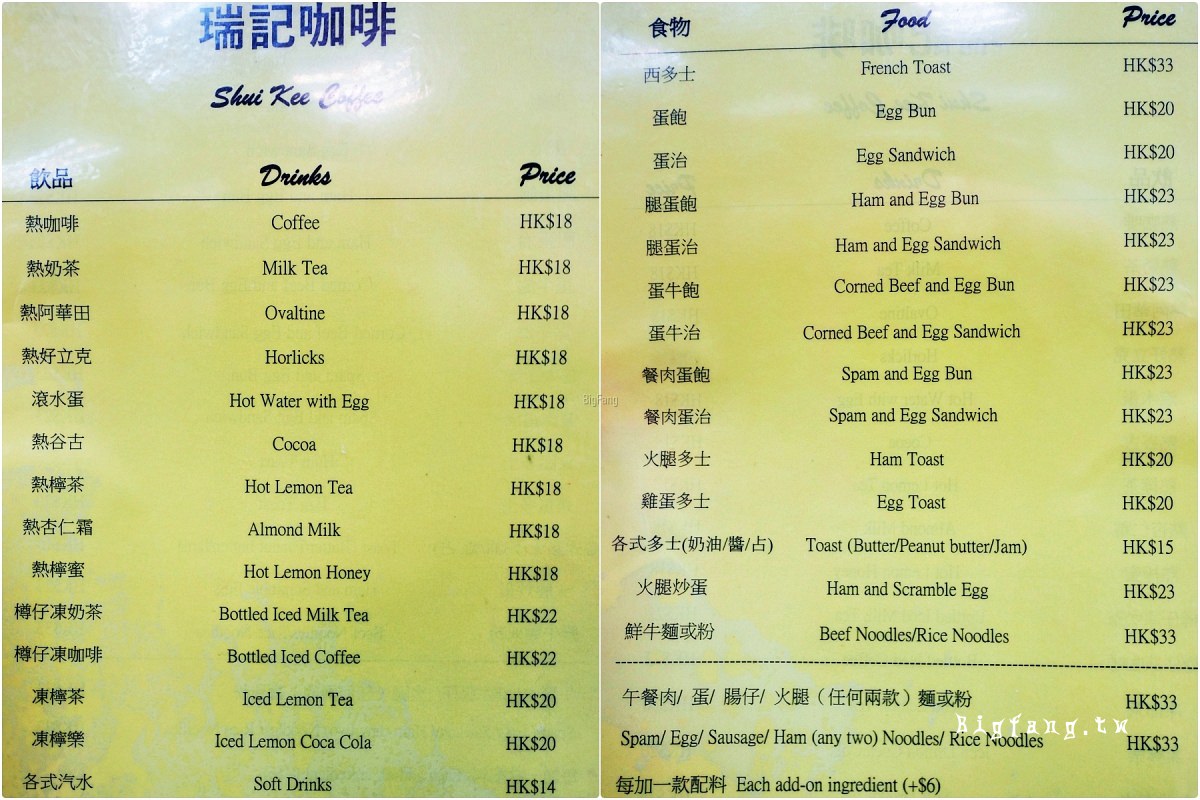 瑞記咖啡
Shui Kee Coffee
飲品 Drinks Price
熱咖啡 Coffee HK$18
熱奶茶 Milk Tea HK$18
熱阿華田 Ovaltine HK$18
熱好立克 Horlicks HK$18
滾水蛋 Hot Water with Egg HK$18
熱谷古 Cocoa HK$18
熱檸茶 Hot Lemon Tea HK$18
熱杏仁霜 Almond Milk HK$18
熱檸蜜 Hot Lemon Honey HK$18
樽仔凍奶茶 Bottled Iced Milk Tea HK$22
樽仔凍咖啡 Bottled Iced Coffee HK$22
凍檸茶 Iced Lemon Tea HK$20
凍檸樂 Iced Lemon Coca Cola HK$20
各式汽水 Soft Drinks HK$14
食物 Food Price
西多士 French Toast HK$33
蛋飽 Egg Bun HK$20
蛋治 Egg Sandwich HK$20
腿蛋飽 Ham and Egg Bun HK$23
腿蛋治 Ham and Egg Sandwich HK$23
蛋牛飽 Corned Beef and Egg Bun HK$23
蛋牛治 Corned Beef and Egg Sandwich HK$23
餐肉蛋飽 Spam and Egg Bun HK$23
餐肉蛋治 Spam and Egg Sandwich HK$23
火腿多士 Ham Toast HK$20
雞蛋多士 Egg Toast HK$20
各式多士(奶油/醬/占) Toast (Butter/Peanut butter/Jam) HK$15
火腿炒蛋 Ham and Scramble Egg HK$23
鮮牛麵或粉 Beef Noodles/Rice Noodles HK$33
午餐肉/ 蛋/ 腸仔/ 火腿（任何兩款）麵或粉 HK$33
Spam/ Egg/ Sausage/ Ham (any two) Noodles/ Rice Noodles HK$33
每加一款配料 Each add-on ingredient (+$6)
BigFang
Bigfang.tw